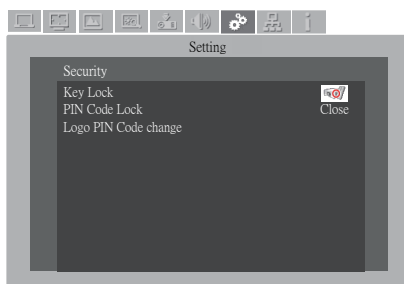 Setting
Security
Key Lock
PIN Code Lock Close
Logo PIN Code change